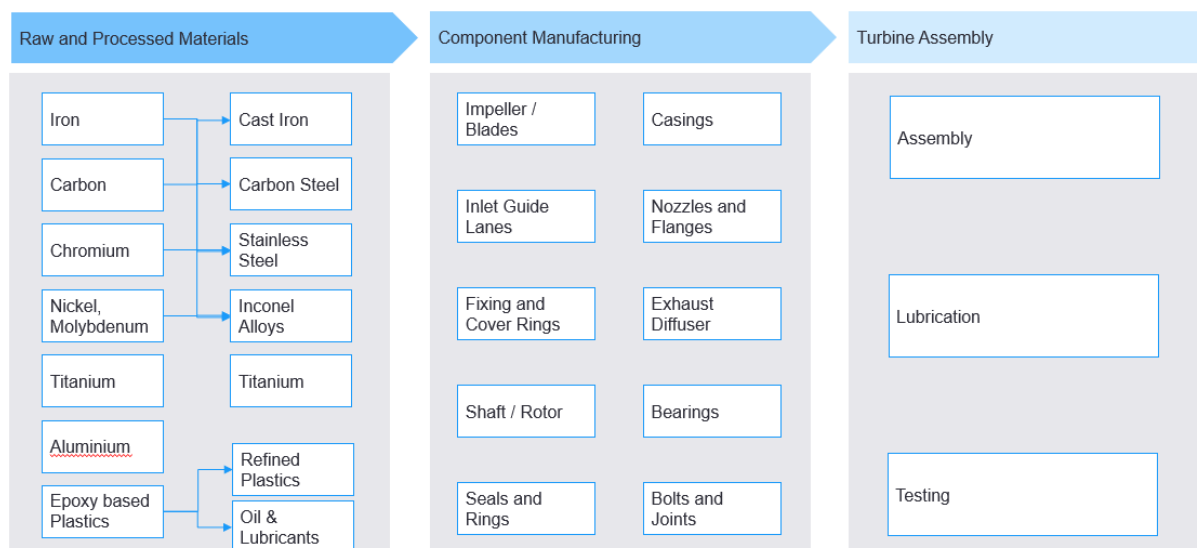 Raw and Processed Materials
Component Manufacturing
Turbine Assembly
Iron
Cast Iron
Carbon
Carbon Steel
Chromium
Stainless
Steel
Nickel,
Molybdenum
Inconel
Alloys
Titanium
Titanium
Aluminium
Refined
Plastics
Epoxy based
Plastics
Oil &
Lubricants
Impeller /
Blades
Casings
Inlet Guide
Lanes
Nozzles and
Flanges
Fixing and
Cover Rings
Exhaust
Diffuser
Shaft / Rotor
Bearings
Seals and
Rings
Bolts and
Joints
Assembly
Lubrication
Testing